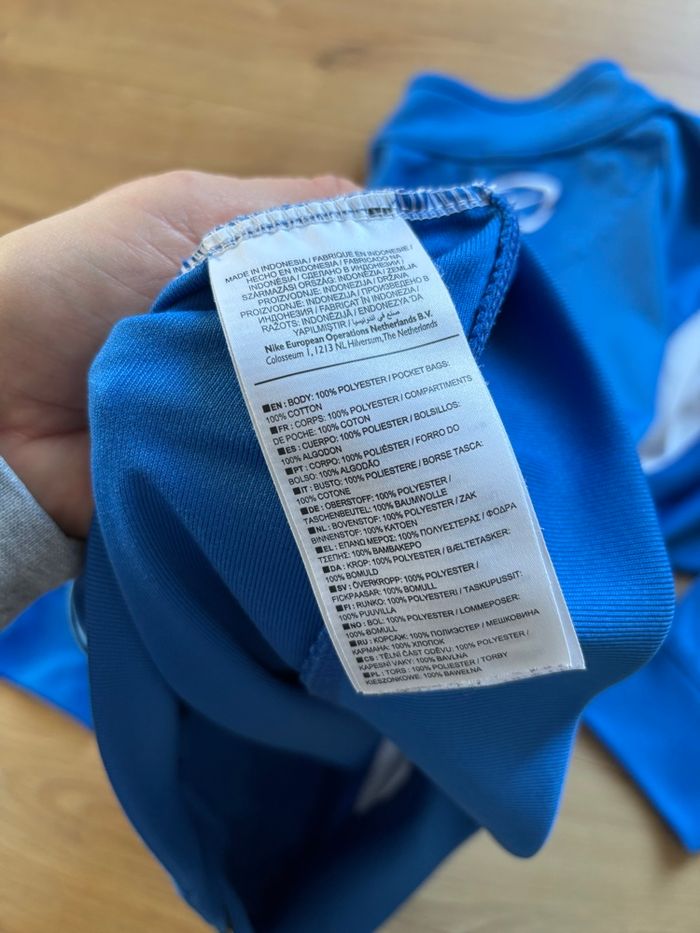 MADE IN INDONESIA / FABRIQUE EN INDONESIE /
HECHO EN INDONESIA / FABRICADO NA
INDONÉSIA / СДЕЛАНО В ИНДОНЕЗИИ /
SZÁRMAZÁSI ORSZÁG: INDONÉZIA / ZEMLJA
PROIZVODNJE: INDONEZIJA / DRŽAVA
PROIZVODNJE: INDONEZIJA / ПРОИЗВЕДЕНО В
ИНДОНЕЗИЯ / FABRICAT ÎN INDONEZIA /
RAŽOTS: INDONĒZIJĀ / ENDONEZYA'DA
YAPILMIŞTIR / صنع في اندونيسيا
Nike European Operations Netherlands B.V.
Colosseum 1, 1213 NL Hilversum, The Netherlands
■EN : BODY: 100% POLYESTER / POCKET BAGS:
100% COTTON
■FR : CORPS: 100% POLYESTER / COMPARTIMENTS
DE POCHE: 100% COTON
■ES : CUERPO: 100% POLIESTER / BOLSILLOS:
100% ALGODON
■PT : CORPO: 100% POLIÉSTER / FORRO DO
BOLSO: 100% ALGODÃO
■IT : BUSTO: 100% POLIESTERE / BORSE TASCA:
100% COTONE
■DE : OBERSTOFF: 100% POLYESTER /
TASCHENBEUTEL: 100% BAUMWOLLE
■NL : BOVENSTOF: 100% POLYESTER / ZAK
BINNENSTOF: 100% KATOEN
■EL : ΕΠΑΝΩ ΜΕΡΟΣ: 100% ΠΟΛΥΕΣΤΕΡΑΣ / ΦΟΔΡΑ
ΤΣΕΠΗΣ: 100% ΒΑΜΒΑΚΕΡΟ
■DA : KROP: 100% POLYESTER / BÆLTETASKER:
100% BOMULD
■SV : ÖVERKROPP: 100% POLYESTER /
FICKPAASAR: 100% BOMULL
■FI : RUNKO: 100% POLYESTERI / TASKUPUSSIT:
100% PUUVILLA
■NO : BOL: 100% POLYESTER / LOMMEPOSER:
100% BOMULL
■RU : КОРСАЖ: 100% ПОЛИЭСТЕР / МЕШКОВИНА
КАРМАНА: 100% ХЛОПОК
■CS : TĚLNÍ ČÁST ODĚVU: 100% POLYESTER /
KAPESNÍ VAKY: 100% BAVLNA
■PL : TORS : 100% POLIESTER / TORBY
KIESZONKOWE: 100% BAWEŁNA